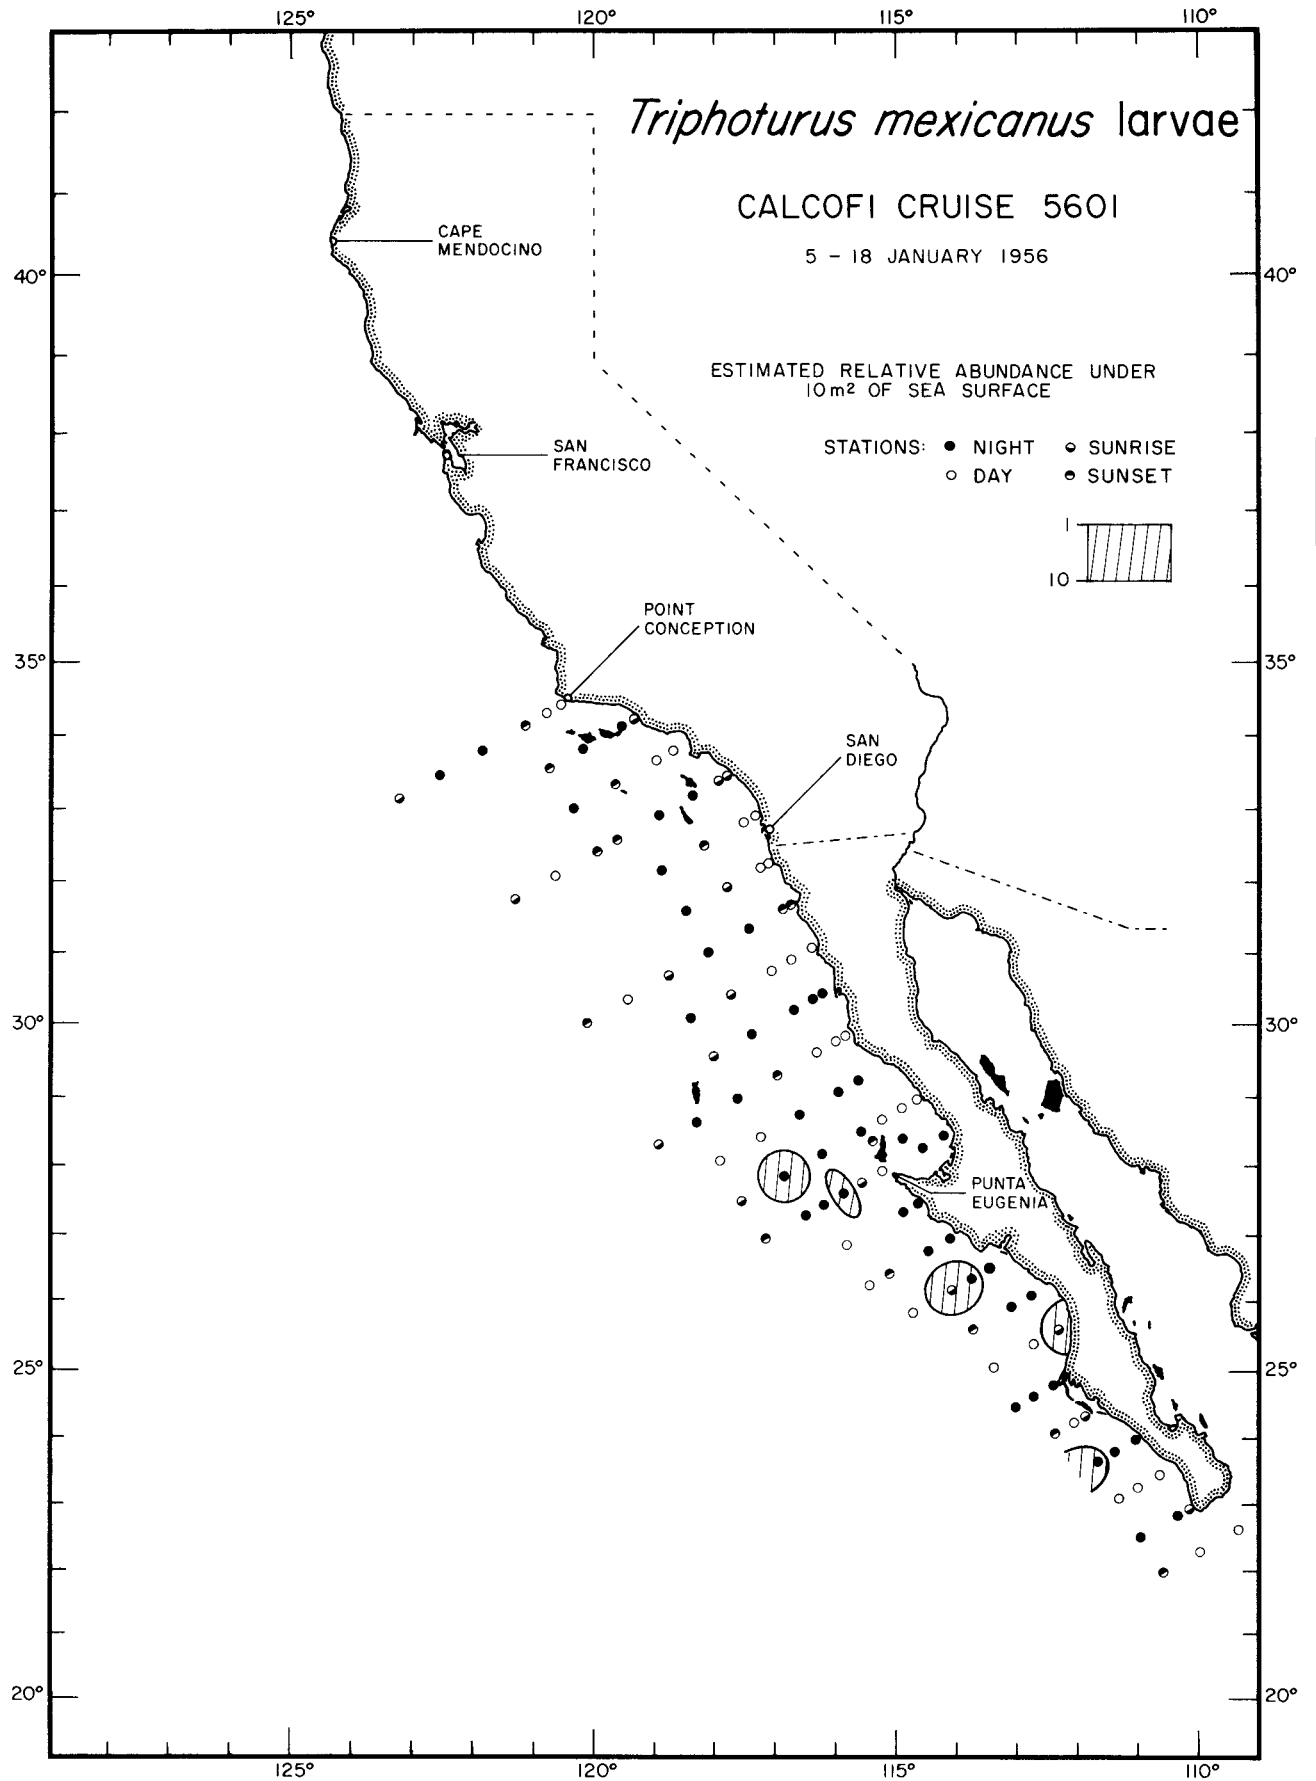 125° 120° 115° 110°
Triphoturus mexicanus larvae
CALCOFI CRUISE 5601
5 – 18 JANUARY 1956
CAPE
MENDOCINO
40° 40°
ESTIMATED RELATIVE ABUNDANCE UNDER
10m² OF SEA SURFACE
STATIONS: NIGHT SUNRISE
DAY SUNSET
SAN
FRANCISCO
1
10
POINT
CONCEPTION
35° 35°
SAN
DIEGO
30° 30°
PUNTA
EUGENIA
25° 25°
20° 20°
125° 120° 115° 110°